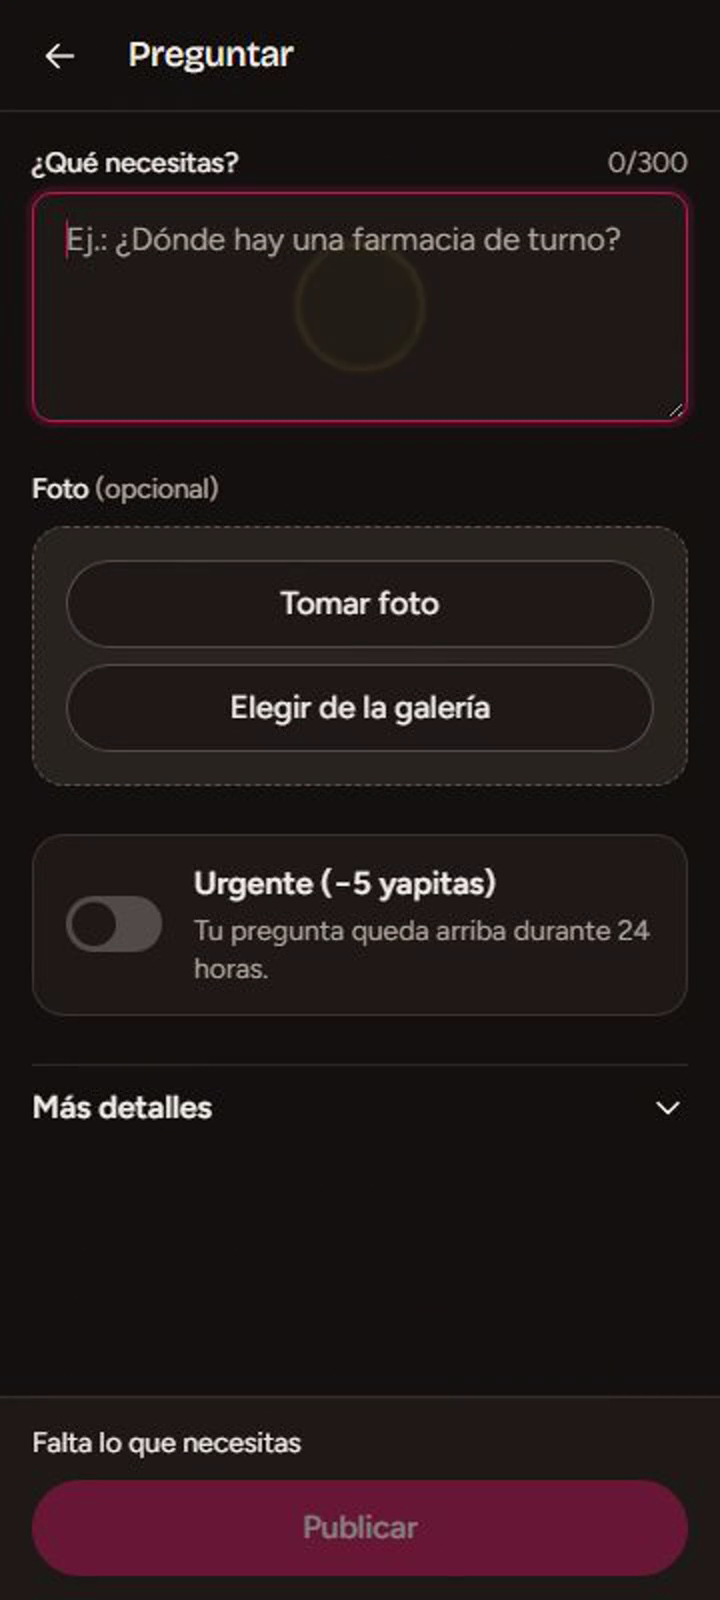 Preguntar
¿Qué necesitas? 0/300
Ej.: ¿Dónde hay una farmacia de turno?
Foto (opcional)
Tomar foto
Elegir de la galería
Urgente (−5 yapitas)
Tu pregunta queda arriba durante 24
horas.
Más detalles
Falta lo que necesitas
Publicar